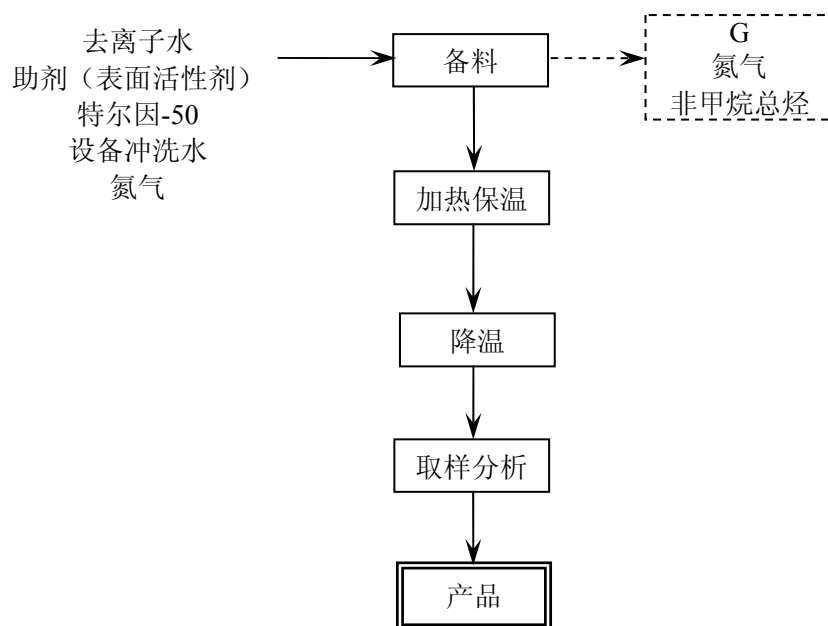 去离子水
助剂（表面活性剂）
特尔因-50
设备冲洗水
氮气
备料
G
氮气
非甲烷总烃
加热保温
降温
取样分析
产品